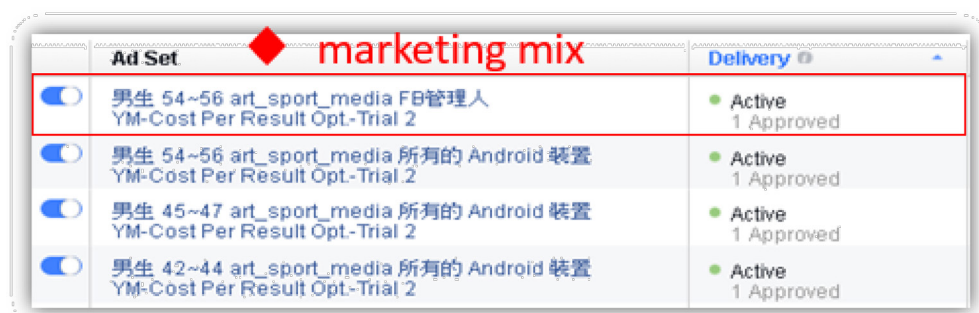 marketing mix
Ad Set
Delivery
男生 54~56 art_sport_media FB管理人
YM-Cost Per Result Opt.-Trial 2
Active
1 Approved
男生 54~56 art_sport_media 所有的 Android 裝置
YM-Cost Per Result Opt.-Trial 2
Active
1 Approved
男生 45~47 art_sport_media 所有的 Android 裝置
YM-Cost Per Result Opt.-Trial 2
Active
1 Approved
男生 42~44 art_sport_media 所有的 Android 裝置
YM-Cost Per Result Opt.-Trial 2
Active
1 Approved